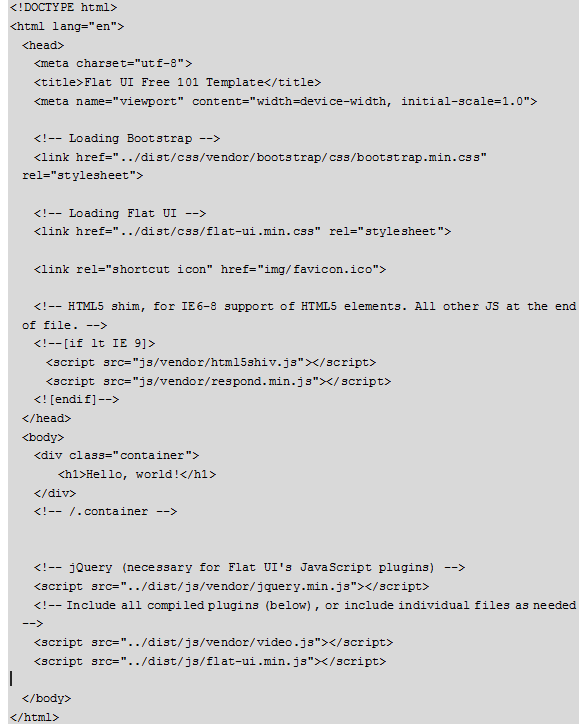 <!DOCTYPE html>
<html lang="en">
<head>
<meta charset="utf-8">
<title>Flat UI Free 101 Template</title>
<meta name="viewport" content="width=device-width, initial-scale=1.0">
<!-- Loading Bootstrap -->
<link href="../dist/css/vendor/bootstrap/css/bootstrap.min.css"
rel="stylesheet">
<!-- Loading Flat UI -->
<link href="../dist/css/flat-ui.min.css" rel="stylesheet">
<link rel="shortcut icon" href="img/favicon.ico">
<!-- HTML5 shim, for IE6-8 support of HTML5 elements. All other JS at the end
of file. -->
<!--[if lt IE 9]>
<script src="js/vendor/html5shiv.js"></script>
<script src="js/vendor/respond.min.js"></script>
<![endif]-->
</head>
<body>
<div class="container">
<h1>Hello, world!</h1>
</div>
<!-- /.container -->
<!-- jQuery (necessary for Flat UI's JavaScript plugins) -->
<script src="../dist/js/vendor/jquery.min.js"></script>
<!-- Include all compiled plugins (below), or include individual files as needed
-->
<script src="../dist/js/vendor/video.js"></script>
<script src="../dist/js/flat-ui.min.js"></script>
</body>
</html>